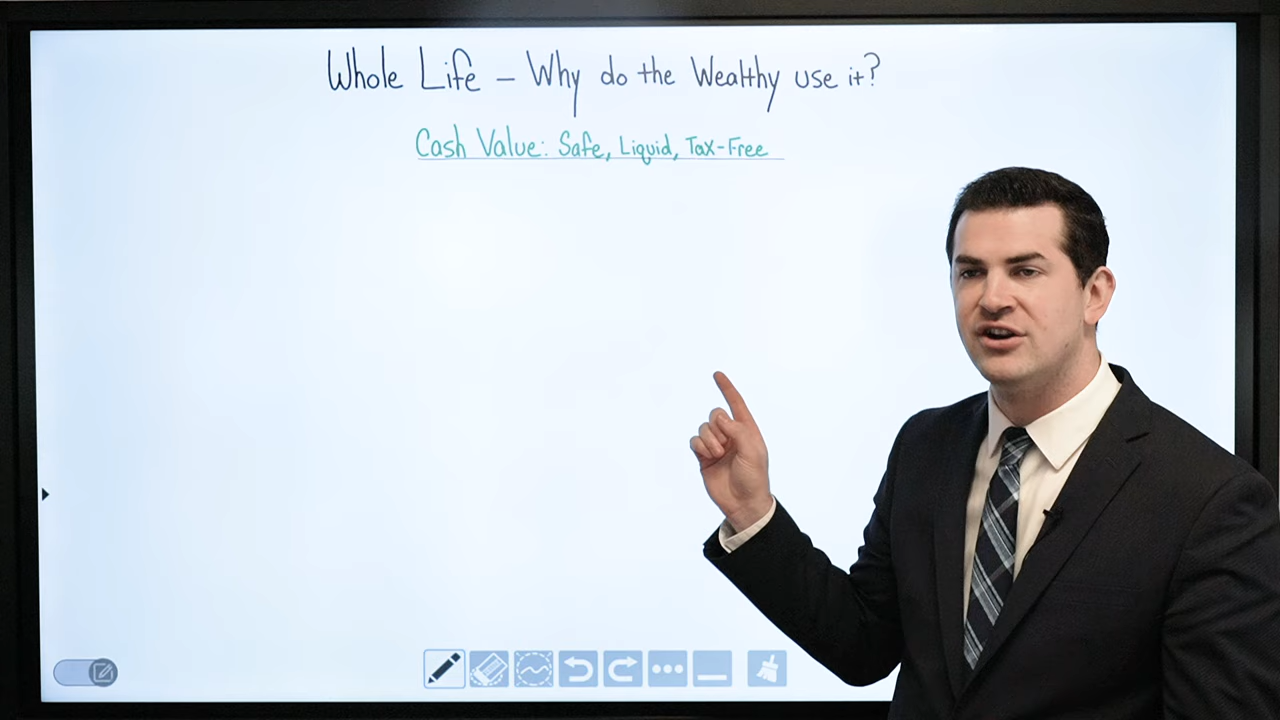 Whole Life – Why do the Wealthy use it?
Cash Value: Safe, Liquid, Tax-Free